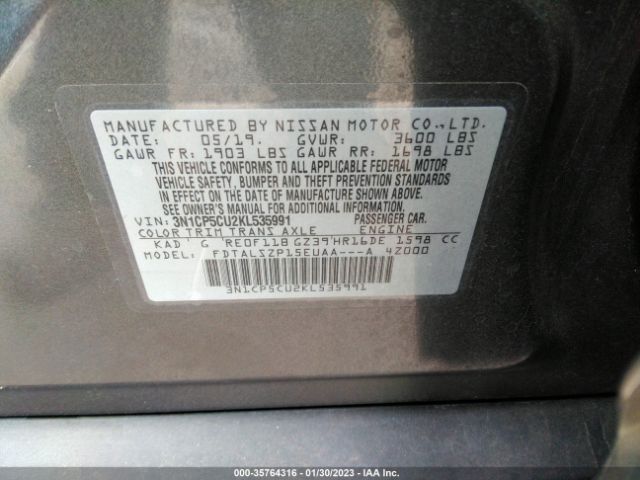 MANUFACTURED BY NISSAN MOTOR CO.,LTD.
DATE: 05/19. GVWR: 3600 LBS
GAWR FR: 1903 LBS GAWR RR: 1698 LBS
THIS VEHICLE CONFORMS TO ALL APPLICABLE FEDERAL MOTOR
VEHICLE SAFETY, BUMPER AND THEFT PREVENTION STANDARDS
IN EFFECT ON THE DATE OF MANUFACTURE SHOWN ABOVE.
SEE OWNER'S MANUAL FOR ADDITIONAL INFORMATION.
VIN: 3N1CP5CU2KL535991 PASSENGER CAR.
COLOR TRIM TRANS AXLE ENGINE
KAD G RE0F11B GZ39 HR16DE 1598 CC
FDTALSZP15EUAA---A 4Z000
3N1CP5CU2KL535991
000-35764316 | 01/30/2023 | IAA Inc.